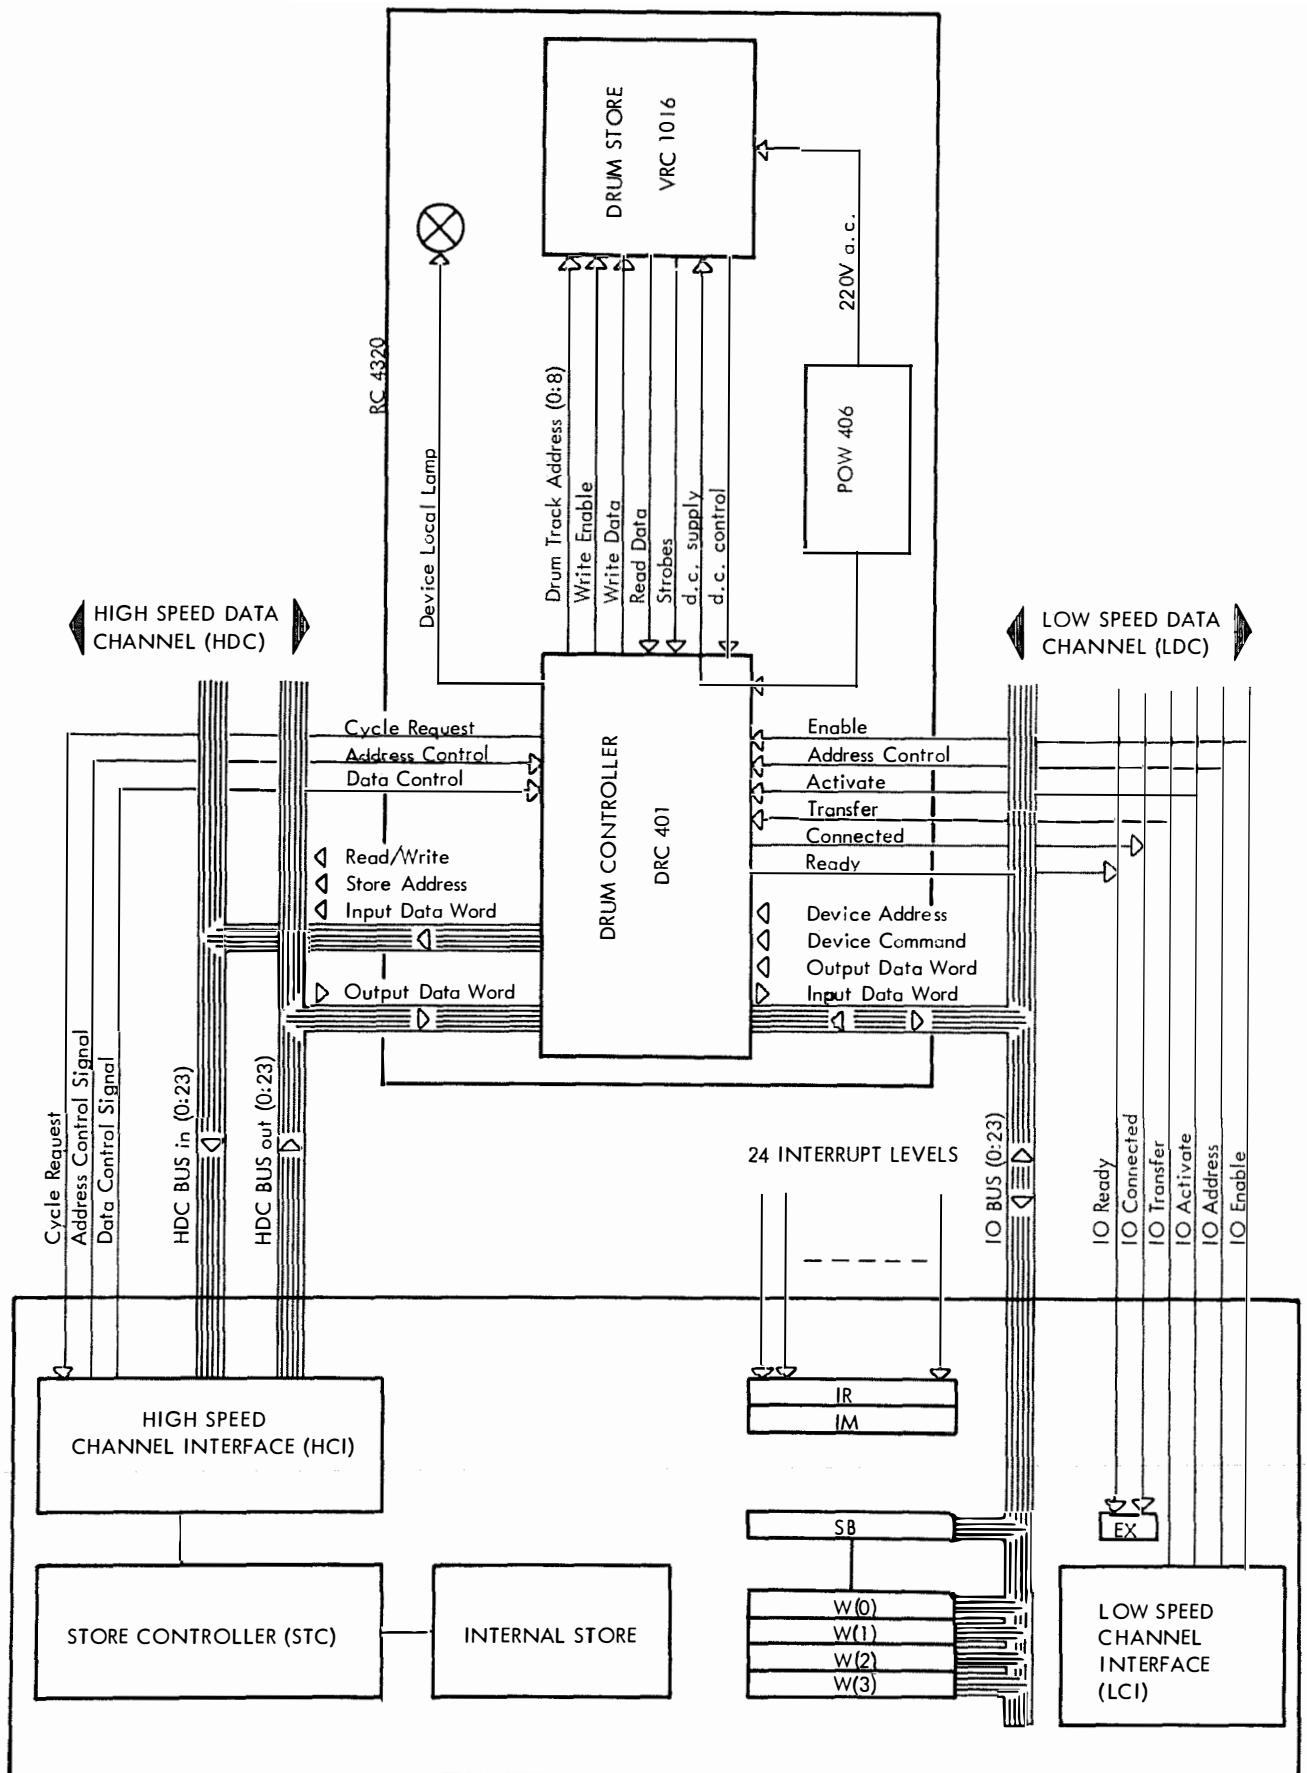 DRUM STORE
VRC 1016
220V a.c.
RC 4320
POW 406
Device Local Lamp
Drum Track Address (0:8)
Write Enable
Write Data
Read Data
Strobes
d.c. supply
d.c. control
HIGH SPEED DATA
CHANNEL (HDC)
LOW SPEED DATA
CHANNEL (LDC)
Cycle Request
Address Control
Data Control
DRUM CONTROLLER
DRC 401
Enable
Address Control
Activate
Transfer
Connected
Ready
Read/Write
Store Address
Input Data Word
Output Data Word
Device Address
Device Command
Output Data Word
Input Data Word
Cycle Request
Address Control Signal
Data Control Signal
HDC BUS in (0:23)
HDC BUS out (0:23)
24 INTERRUPT LEVELS
IO BUS (0:23)
IO Ready
IO Connected
IO Transfer
IO Activate
IO Address
IO Enable
HIGH SPEED
CHANNEL INTERFACE (HCI)
IR
IM
SB
EX
STORE CONTROLLER (STC)
INTERNAL STORE
W(0)
W(1)
W(2)
W(3)
LOW SPEED
CHANNEL
INTERFACE
(LCI)